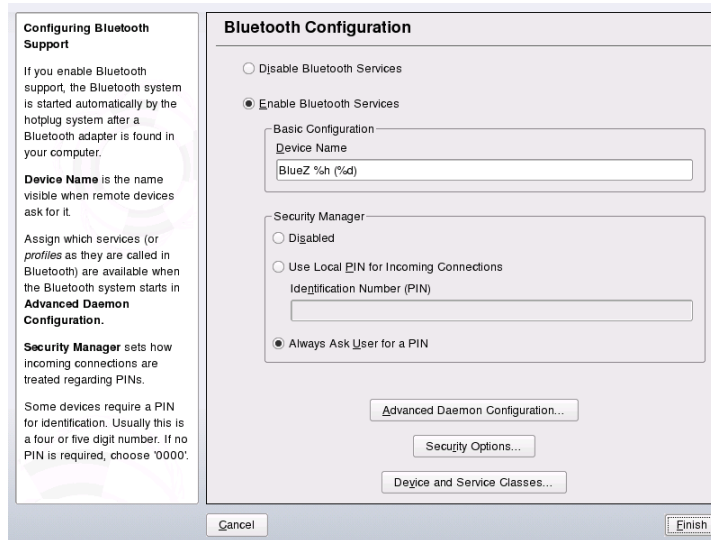 Configuring Bluetooth
Support
If you enable Bluetooth
support, the Bluetooth system
is started automatically by the
hotplug system after a
Bluetooth adapter is found in
your computer.
Device Name is the name
visible when remote devices
ask for it.
Assign which services (or
profiles as they are called in
Bluetooth) are available when
the Bluetooth system starts in
Advanced Daemon
Configuration.
Security Manager sets how
incoming connections are
treated regarding PINs.
Some devices require a PIN
for identification. Usually this is
a four or five digit number. If no
PIN is required, choose '0000'.
Bluetooth Configuration
Disable Bluetooth Services
Enable Bluetooth Services
Basic Configuration
Device Name
BlueZ %h (%d)
Security Manager
Disabled
Use Local PIN for Incoming Connections
Identification Number (PIN)
Always Ask User for a PIN
Advanced Daemon Configuration...
Security Options...
Device and Service Classes...
Cancel
Finish